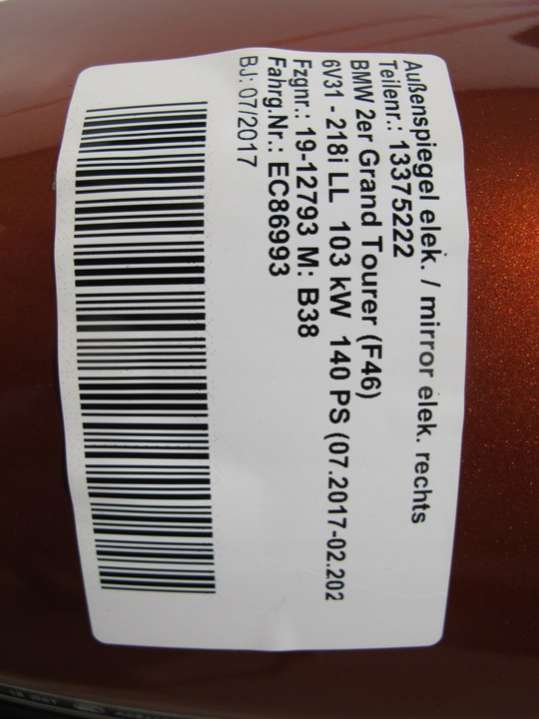 Außenspiegel elek. / mirror elek. rechts
Teilenr.: 13375222
BMW 2er Grand Tourer (F46)
6V31 - 218i LL 103 kW 140 PS (07.2017-02.202
Fzgnr.: 19-12793 M: B38
Fahrg.Nr.: EC86993
BJ: 07/2017